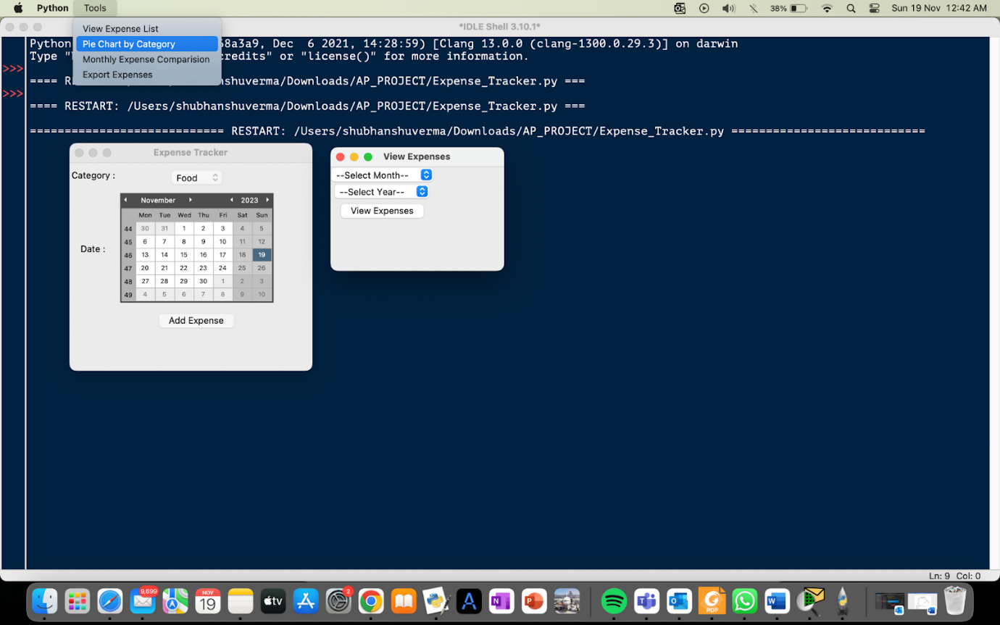 Python Tools 38% Sun 19 Nov 12:42 AM
*IDLE Shell 3.10.1*
View Expense List
Pie Chart by Category
Monthly Expense Comparision
Export Expenses
Python 8a3a9, Dec 6 2021, 14:28:59) [Clang 13.0.0 (clang-1300.0.29.3)] on darwin
Type " credits" or "license()" for more information.
>>>
==== RE shubhanshuverma/Downloads/AP_PROJECT/Expense_Tracker.py ===
>>>
==== RESTART: /Users/shubhanshuverma/Downloads/AP_PROJECT/Expense_Tracker.py ===
============================ RESTART: /Users/shubhanshuverma/Downloads/AP_PROJECT/Expense_Tracker.py ============================
Expense Tracker
Category : Food
November 2023
Mon Tue Wed Thu Fri Sat Sun
44 30 31 1 2 3 4 5
45 6 7 8 9 10 11 12
Date :
46 13 14 15 16 17 18 19
47 20 21 22 23 24 25 26
48 27 28 29 30 1 2 3
49 4 5 6 7 8 9 10
Add Expense
View Expenses
--Select Month--
--Select Year--
View Expenses
Ln: 9 Col: 0
9,699
NOV
19
tv
2
A
N
P
O
PDF
W